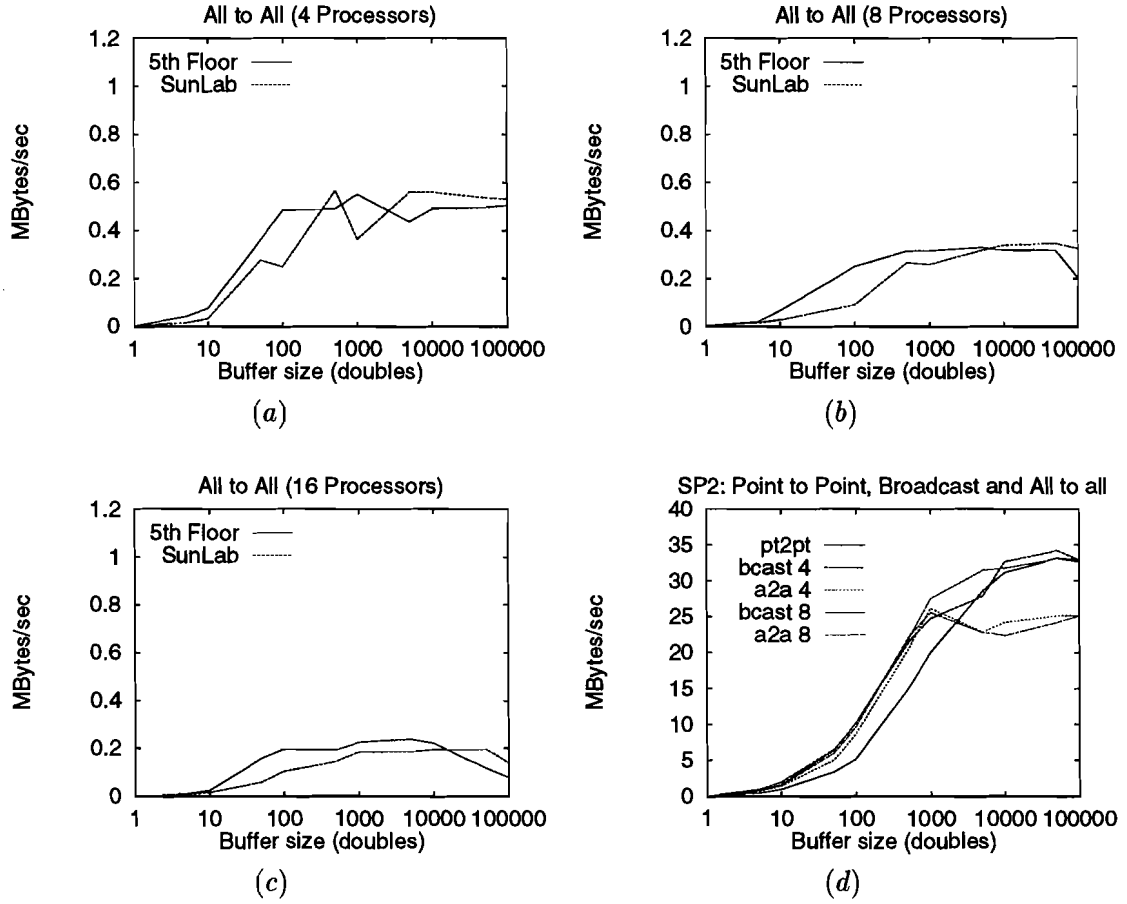 All to All (4 Processors)
1.2
1
0.8
0.6
0.4
0.2
0
MBytes/sec
5th Floor
SunLab
1 10 100 1000 10000 100000
Buffer size (doubles)
(a)
All to All (8 Processors)
1.2
1
0.8
0.6
0.4
0.2
0
MBytes/sec
5th Floor
SunLab
1 10 100 1000 10000 100000
Buffer size (doubles)
(b)
All to All (16 Processors)
1.2
1
0.8
0.6
0.4
0.2
0
MBytes/sec
5th Floor
SunLab
1 10 100 1000 10000 100000
Buffer size (doubles)
(c)
SP2: Point to Point, Broadcast and All to all
40
35
30
25
20
15
10
5
0
MBytes/sec
pt2pt
bcast 4
a2a 4
bcast 8
a2a 8
1 10 100 1000 10000 100000
Buffer size (doubles)
(d)